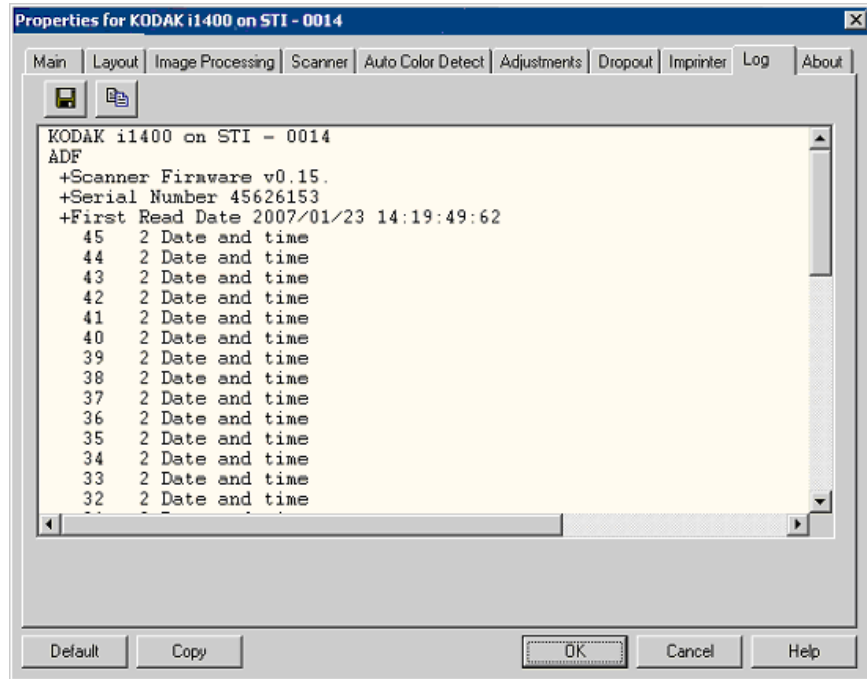 Properties for KODAK i1400 on STI - 0014
Main Layout Image Processing Scanner Auto Color Detect Adjustments Dropout Imprinter Log About
KODAK i1400 on STI - 0014
ADF
+Scanner Firmware v0.15.
+Serial Number 45626153
+First Read Date 2007/01/23 14:19:49:62
45 2 Date and time
44 2 Date and time
43 2 Date and time
42 2 Date and time
41 2 Date and time
40 2 Date and time
39 2 Date and time
38 2 Date and time
37 2 Date and time
36 2 Date and time
35 2 Date and time
34 2 Date and time
33 2 Date and time
32 2 Date and time
Default Copy OK Cancel Help